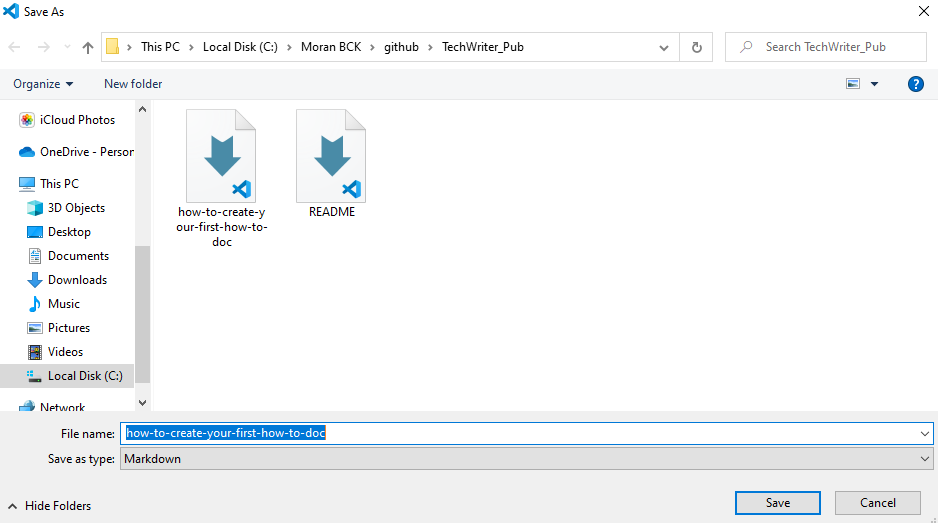 Save As
This PC > Local Disk (C:) > Moran BCK > github > TechWriter_Pub
Search TechWriter_Pub
Organize
New folder
?
iCloud Photos
OneDrive - Person
This PC
3D Objects
Desktop
Documents
Downloads
Music
Pictures
Videos
Local Disk (C:)
Network
how-to-create-y
our-first-how-to-
doc
README
File name: how-to-create-your-first-how-to-doc
Save as type: Markdown
Hide Folders
Save
Cancel